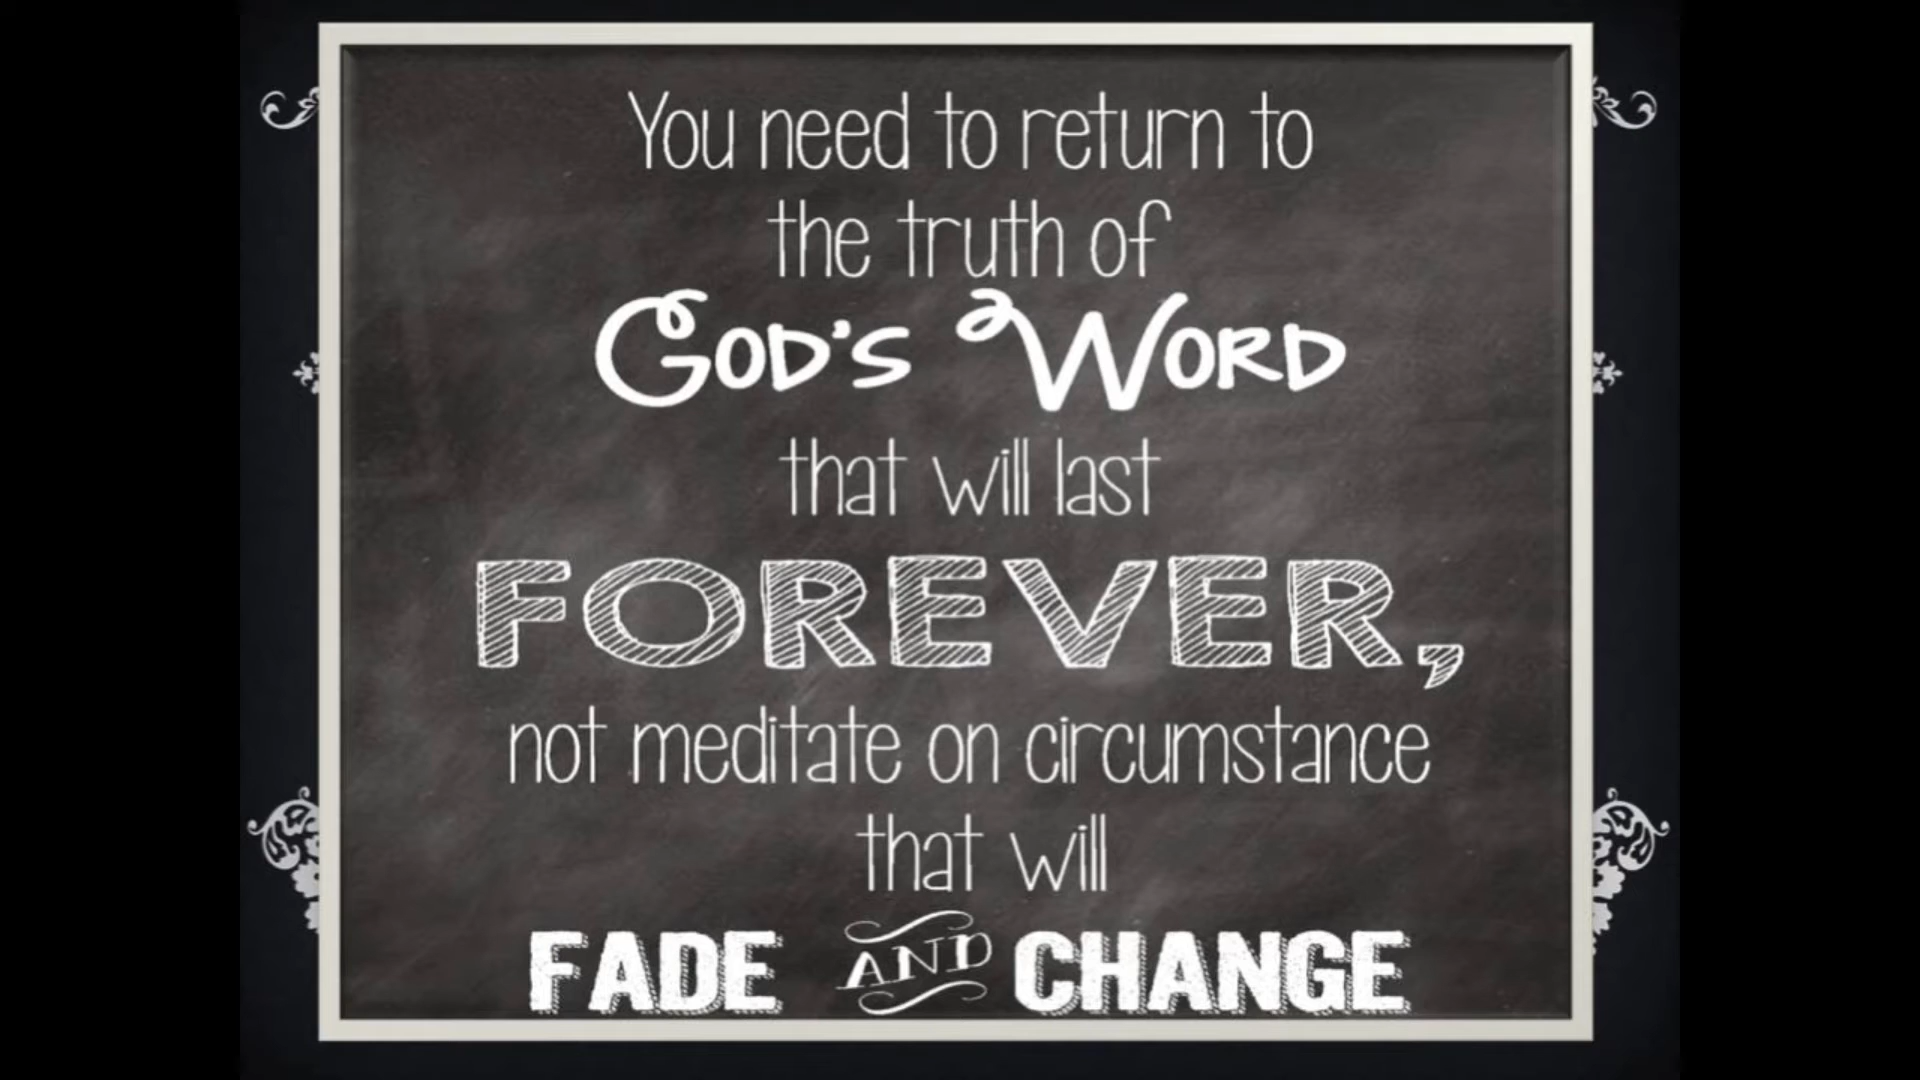 You need to return to
the truth of
GOD'S WORD
that will last
FOREVER,
not meditate on circumstance
that will
FADE AND CHANGE